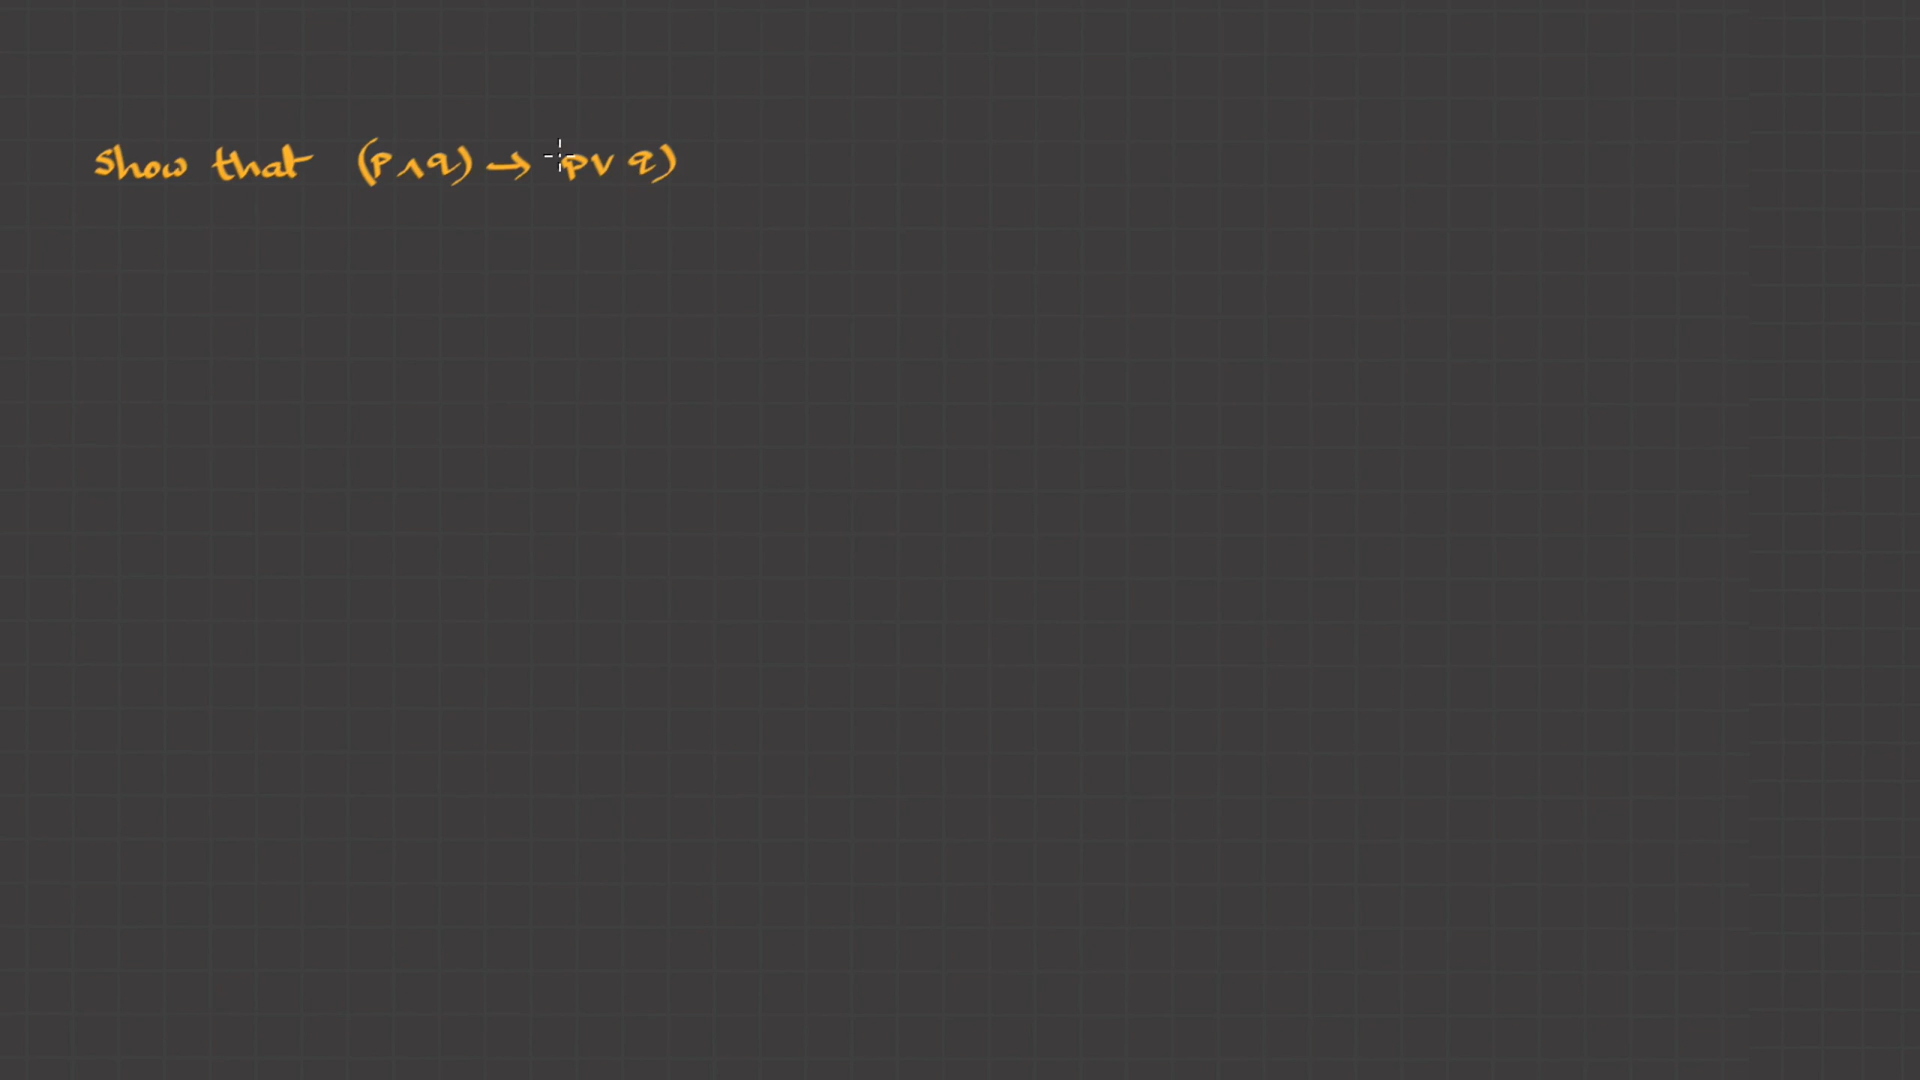 Show that (p ∧ q) → p ∨ q)